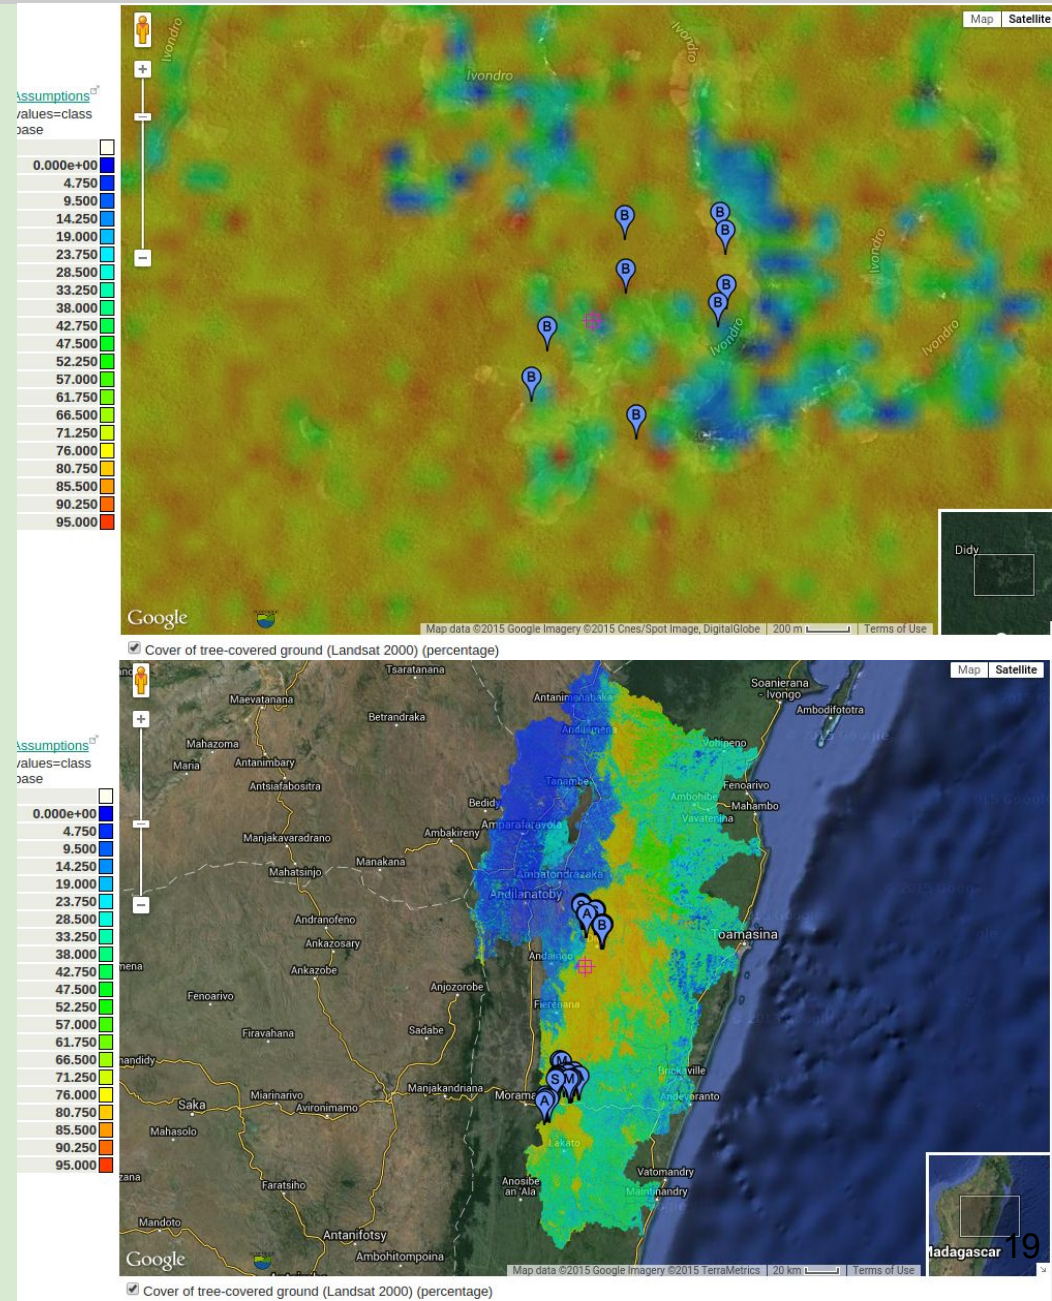 Map Satellite
Ivondro
Ivondro
Ivondro
Assumptions
values=class
base
0.000e+00
4.750
9.500
14.250
19.000
23.750
28.500
33.250
38.000
42.750
47.500
52.250
57.000
61.750
66.500
71.250
76.000
80.750
85.500
90.250
95.000
B
B
B
B
B
B
B
B
B
Ivondro
Ivondro
Ivondro
Didy
Google
Map data ©2015 Google Imagery ©2015 Cnes/Spot Image, DigitalGlobe 200 m Terms of Use
Cover of tree-covered ground (Landsat 2000) (percentage)
Map Satellite
Tsaratanana
Maevatanana
Antanimenabaka
Soanierana
- Ivongo
Ambodifototra
Betrandraka
Andilamena
Mahazoma
Vohipeno
Maria
Antanimbary
Tanambe
Antsiafabositra
Fenoarivo
Bedidy
Ambohibe
Mahambo
Vavatenina
Amparafaravola
Ambakireny
Manjakavaradrano
Manakana
Mahatsinjo
Ambatondrazaka
Andilanatoby
Andranofeno
A
B
Toamasina
Ankazosary
Andaingo
mena
Ankazobe
Anjozorobe
Fenoarivo
Fierenana
Firavahana
Sadabe
M
S
M
A
mandidy
Brickaville
Manjakandriana
Miarinarivo
Moram
Andevoranto
Saka
Avironimamo
Mahasolo
Lakato
zana
Anosibe
an 'Ala
Vatomandry
Faratsiho
Maintinandry
Mandoto
Antanifotsy
Ambohitompoina
Assumptions
values=class
base
0.000e+00
4.750
9.500
14.250
19.000
23.750
28.500
33.250
38.000
42.750
47.500
52.250
57.000
61.750
66.500
71.250
76.000
80.750
85.500
90.250
95.000
Madagascar
19
Google
Map data ©2015 Google Imagery ©2015 TerraMetrics 20 km Terms of Use
Cover of tree-covered ground (Landsat 2000) (percentage)